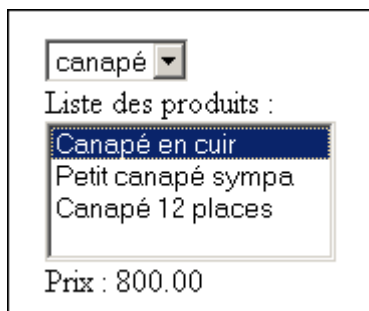 canapé
Liste des produits :
Canapé en cuir
Petit canapé sympa
Canapé 12 places
Prix : 800.00